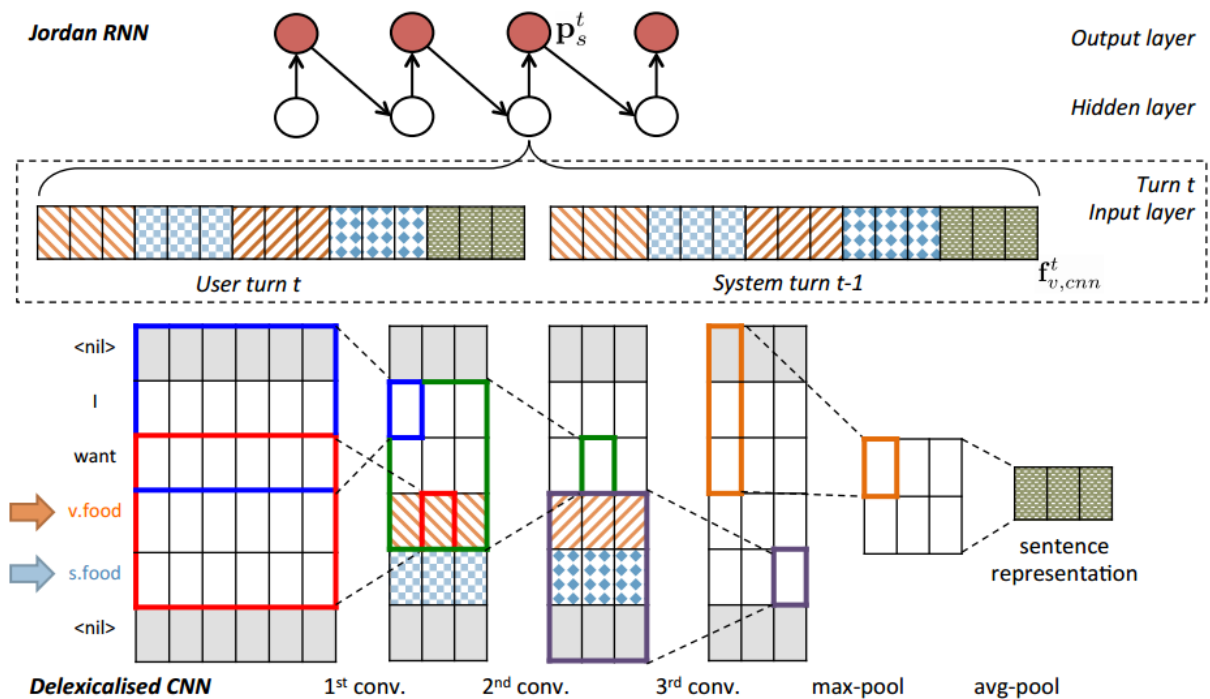 Jordan RNN
p_s^t
Output layer
Hidden layer
Turn t
Input layer
User turn t
System turn t-1
f_{v,cnn}^t
<nil>
I
want
v.food
s.food
<nil>
sentence
representation
Delexicalised CNN
1st conv.
2nd conv.
3rd conv.
max-pool
avg-pool